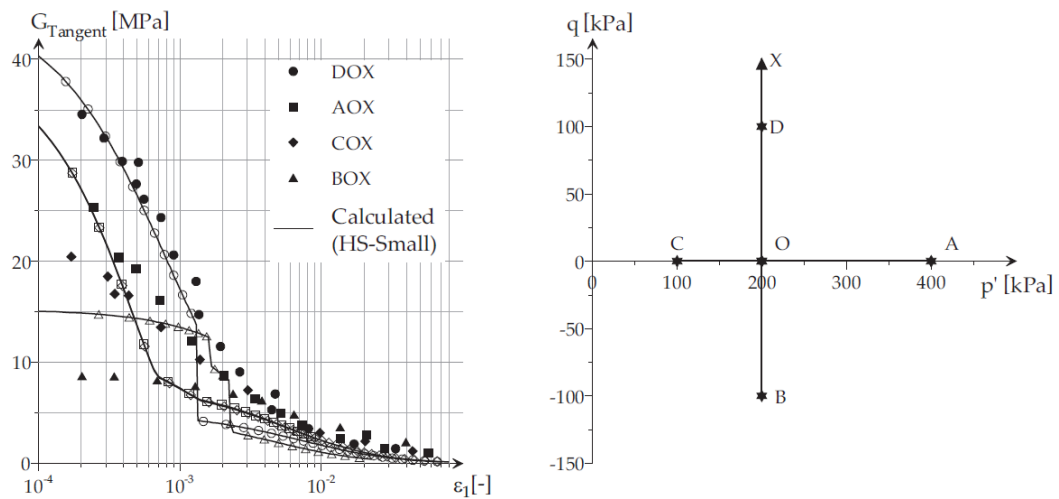 G_Tangent [MPa]
40
30
20
10
0
10⁻⁴
10⁻³
10⁻²
ε₁[-]
DOX
AOX
COX
BOX
Calculated
(HS-Small)
q [kPa]
150
100
50
0
-50
-100
-150
X
D
C
O
A
B
0
100
200
300
400
p' [kPa]